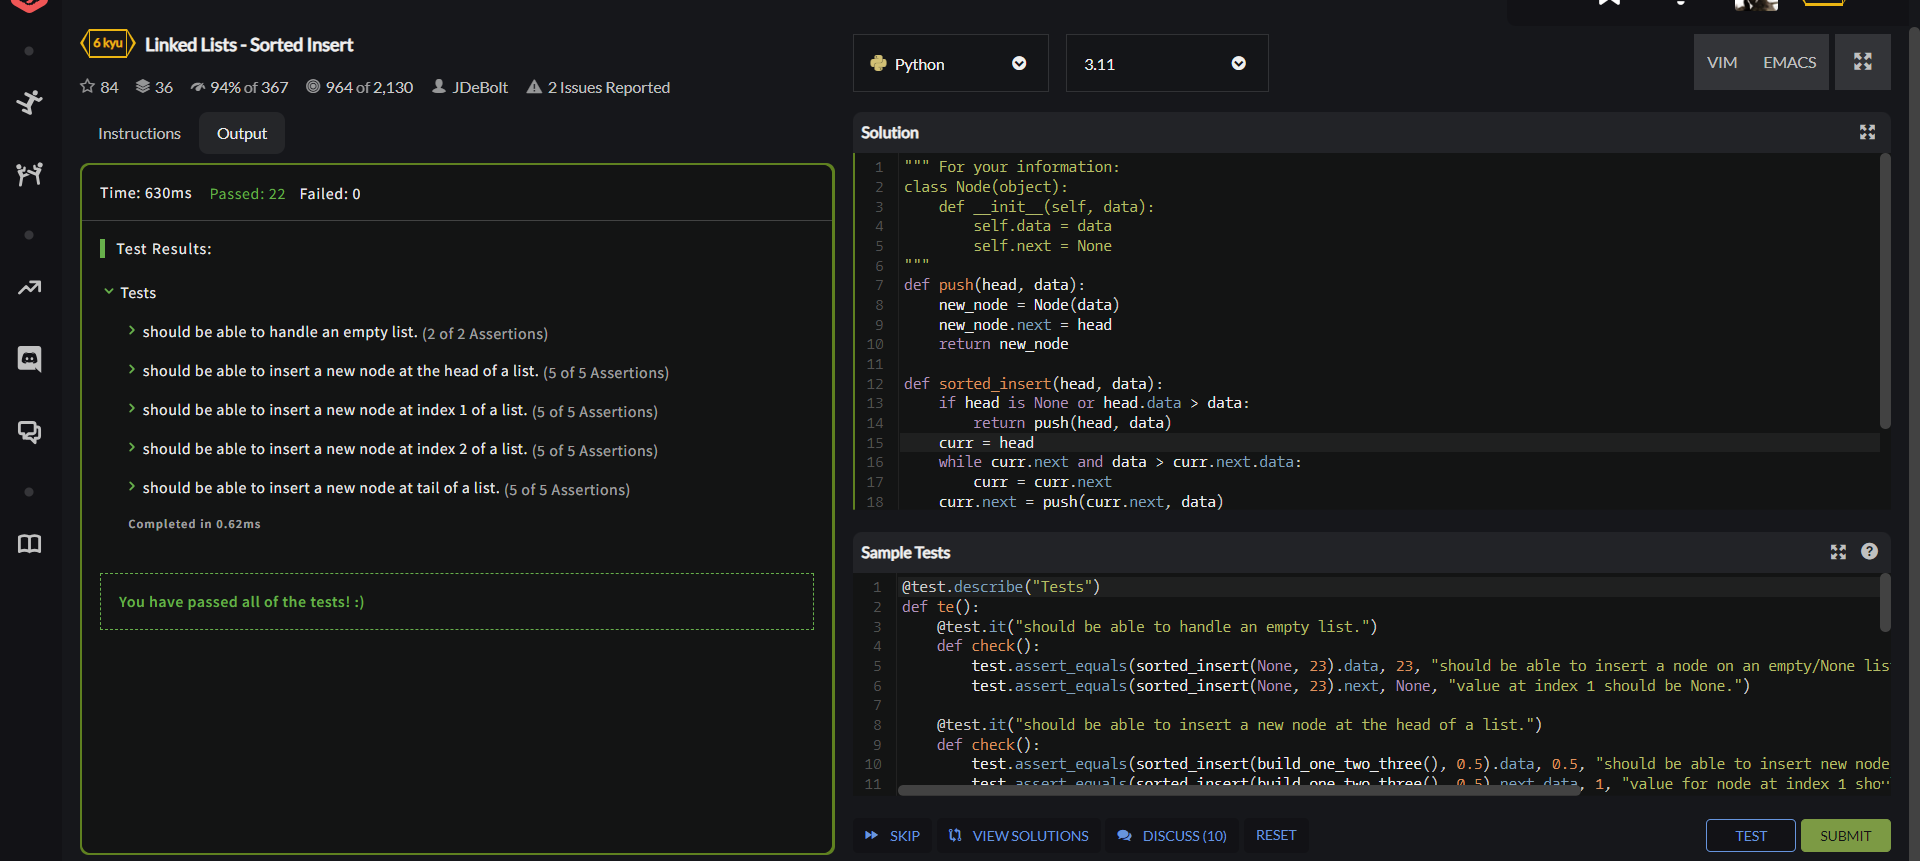 6 kyu
Linked Lists - Sorted Insert
84 36 94% of 367 964 of 2,130 JDeBolt 2 Issues Reported
Instructions Output
Time: 630ms Passed: 22 Failed: 0
Test Results:
Tests
should be able to handle an empty list. (2 of 2 Assertions)
should be able to insert a new node at the head of a list. (5 of 5 Assertions)
should be able to insert a new node at index 1 of a list. (5 of 5 Assertions)
should be able to insert a new node at index 2 of a list. (5 of 5 Assertions)
should be able to insert a new node at tail of a list. (5 of 5 Assertions)
Completed in 0.62ms
You have passed all of the tests! :)
Python 3.11 VIM EMACS
Solution
1 """ For your information:
2 class Node(object):
3     def __init__(self, data):
4         self.data = data
5         self.next = None
6 """
7 def push(head, data):
8     new_node = Node(data)
9     new_node.next = head
10     return new_node
11
12 def sorted_insert(head, data):
13     if head is None or head.data > data:
14         return push(head, data)
15     curr = head
16     while curr.next and data > curr.next.data:
17         curr = curr.next
18     curr.next = push(curr.next, data)
Sample Tests
1 @test.describe("Tests")
2 def te():
3     @test.it("should be able to handle an empty list.")
4     def check():
5         test.assert_equals(sorted_insert(None, 23).data, 23, "should be able to insert a node on an empty/None lis
6         test.assert_equals(sorted_insert(None, 23).next, None, "value at index 1 should be None.")
7
8     @test.it("should be able to insert a new node at the head of a list.")
9     def check():
10         test.assert_equals(sorted_insert(build_one_two_three(), 0.5).data, 0.5, "should be able to insert new node
11         test.assert_equals(sorted_insert(build_one_two_three(), 0.5).next.data, 1, "value for node at index 1 sho
SKIP VIEW SOLUTIONS DISCUSS (10) RESET TEST SUBMIT